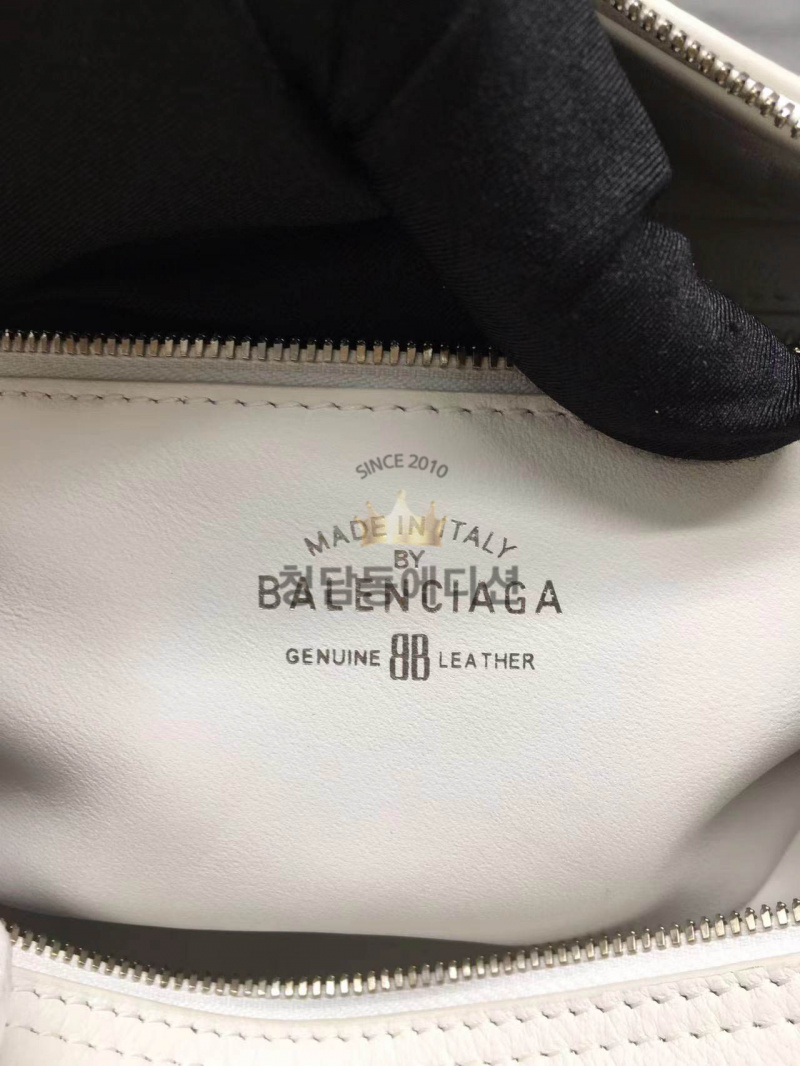 SINCE 2010
MADE IN ITALY
BY
청담동에디션
BALENCIAGA
GENUINE BB LEATHER